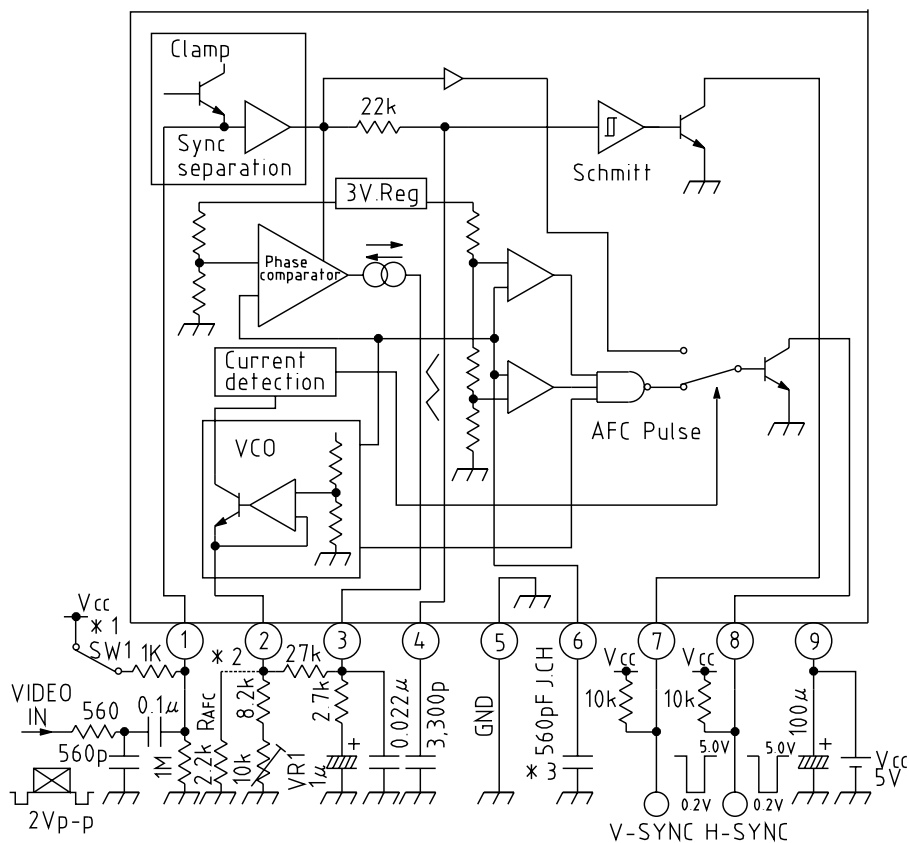 Clamp
Sync
separation
22k
Schmitt
3V.Reg
Phase
comparator
Current
detection
AFC Pulse
VCO
Vcc
*1
SW1
1K
1
2
3
4
5
6
7
8
9
VIDEO
IN
560
0.1µ
560p
1M
2Vp-p
*2
RAFC
2.2k
8.2k
10k
VR1
27k
2.7k
1µ
+
0.022µ
3,300p
GND
*560pF J.CH
*3
Vcc
10k
5.0V
0.2V
V-SYNC
Vcc
10k
5.0V
0.2V
H-SYNC
100µ
+
Vcc
5V